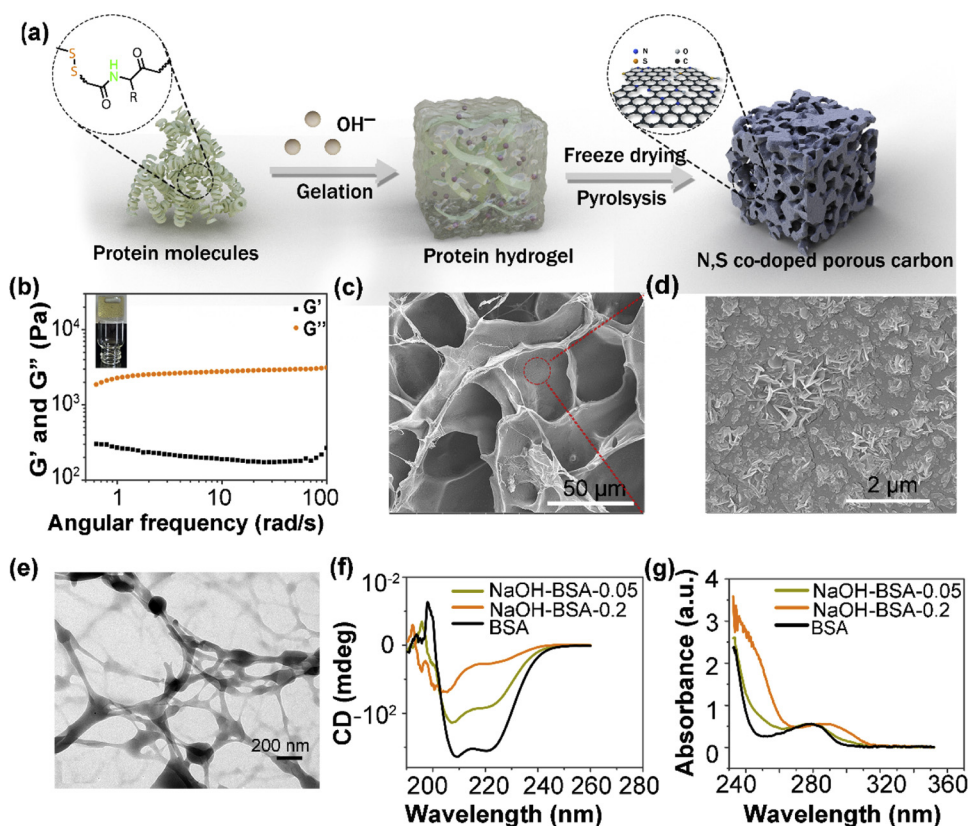 (a)
S
S
N
H
O
O
R
N
O
S
C
OH⁻
Gelation
Freeze drying
Pyrolsysis
Protein molecules
Protein hydrogel
N,S co-doped porous carbon
(b)
G' and G" (Pa)
10⁴
10³
10²
G'
G"
1
10
100
Angular frequency (rad/s)
(c)
50 µm
(d)
2 µm
(e)
200 nm
(f)
CD (mdeg)
10⁻²
0
-10²
NaOH-BSA-0.05
NaOH-BSA-0.2
BSA
200 220 240 260 280
Wavelength (nm)
(g)
Absorbance (a.u.)
4
3
2
1
0
NaOH-BSA-0.05
NaOH-BSA-0.2
BSA
240 280 320 360
Wavelength (nm)